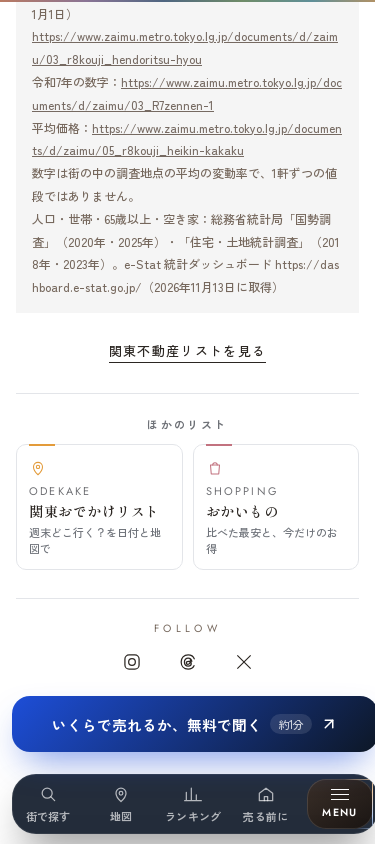 1月1日）
https://www.zaimu.metro.tokyo.lg.jp/documents/d/zaim
u/03_r8kouji_hendoritsu-hyou
令和7年の数字：https://www.zaimu.metro.tokyo.lg.jp/doc
uments/d/zaimu/03_R7zennen-1
平均価格：https://www.zaimu.metro.tokyo.lg.jp/documen
ts/d/zaimu/05_r8kouji_heikin-kakaku
数字は街の中の調査地点の平均の変動率で、1軒ずつの値
段ではありません。
人口・世帯・65歳以上・空き家：総務省統計局「国勢調
査」（2020年・2025年）・「住宅・土地統計調査」（201
8年・2023年）。e-Stat 統計ダッシュボード https://das
hboard.e-stat.go.jp/（2026年11月13日に取得）
関東不動産リストを見る
ほかのリスト
ODEKAKE
関東おでかけリスト
週末どこ行く？を日付と地
図で
SHOPPING
おかいもの
比べた最安と、今だけのお
得
FOLLOW
いくらで売れるか、無料で聞く 約1分
街で探す
地図
ランキング
売る前に
MENU